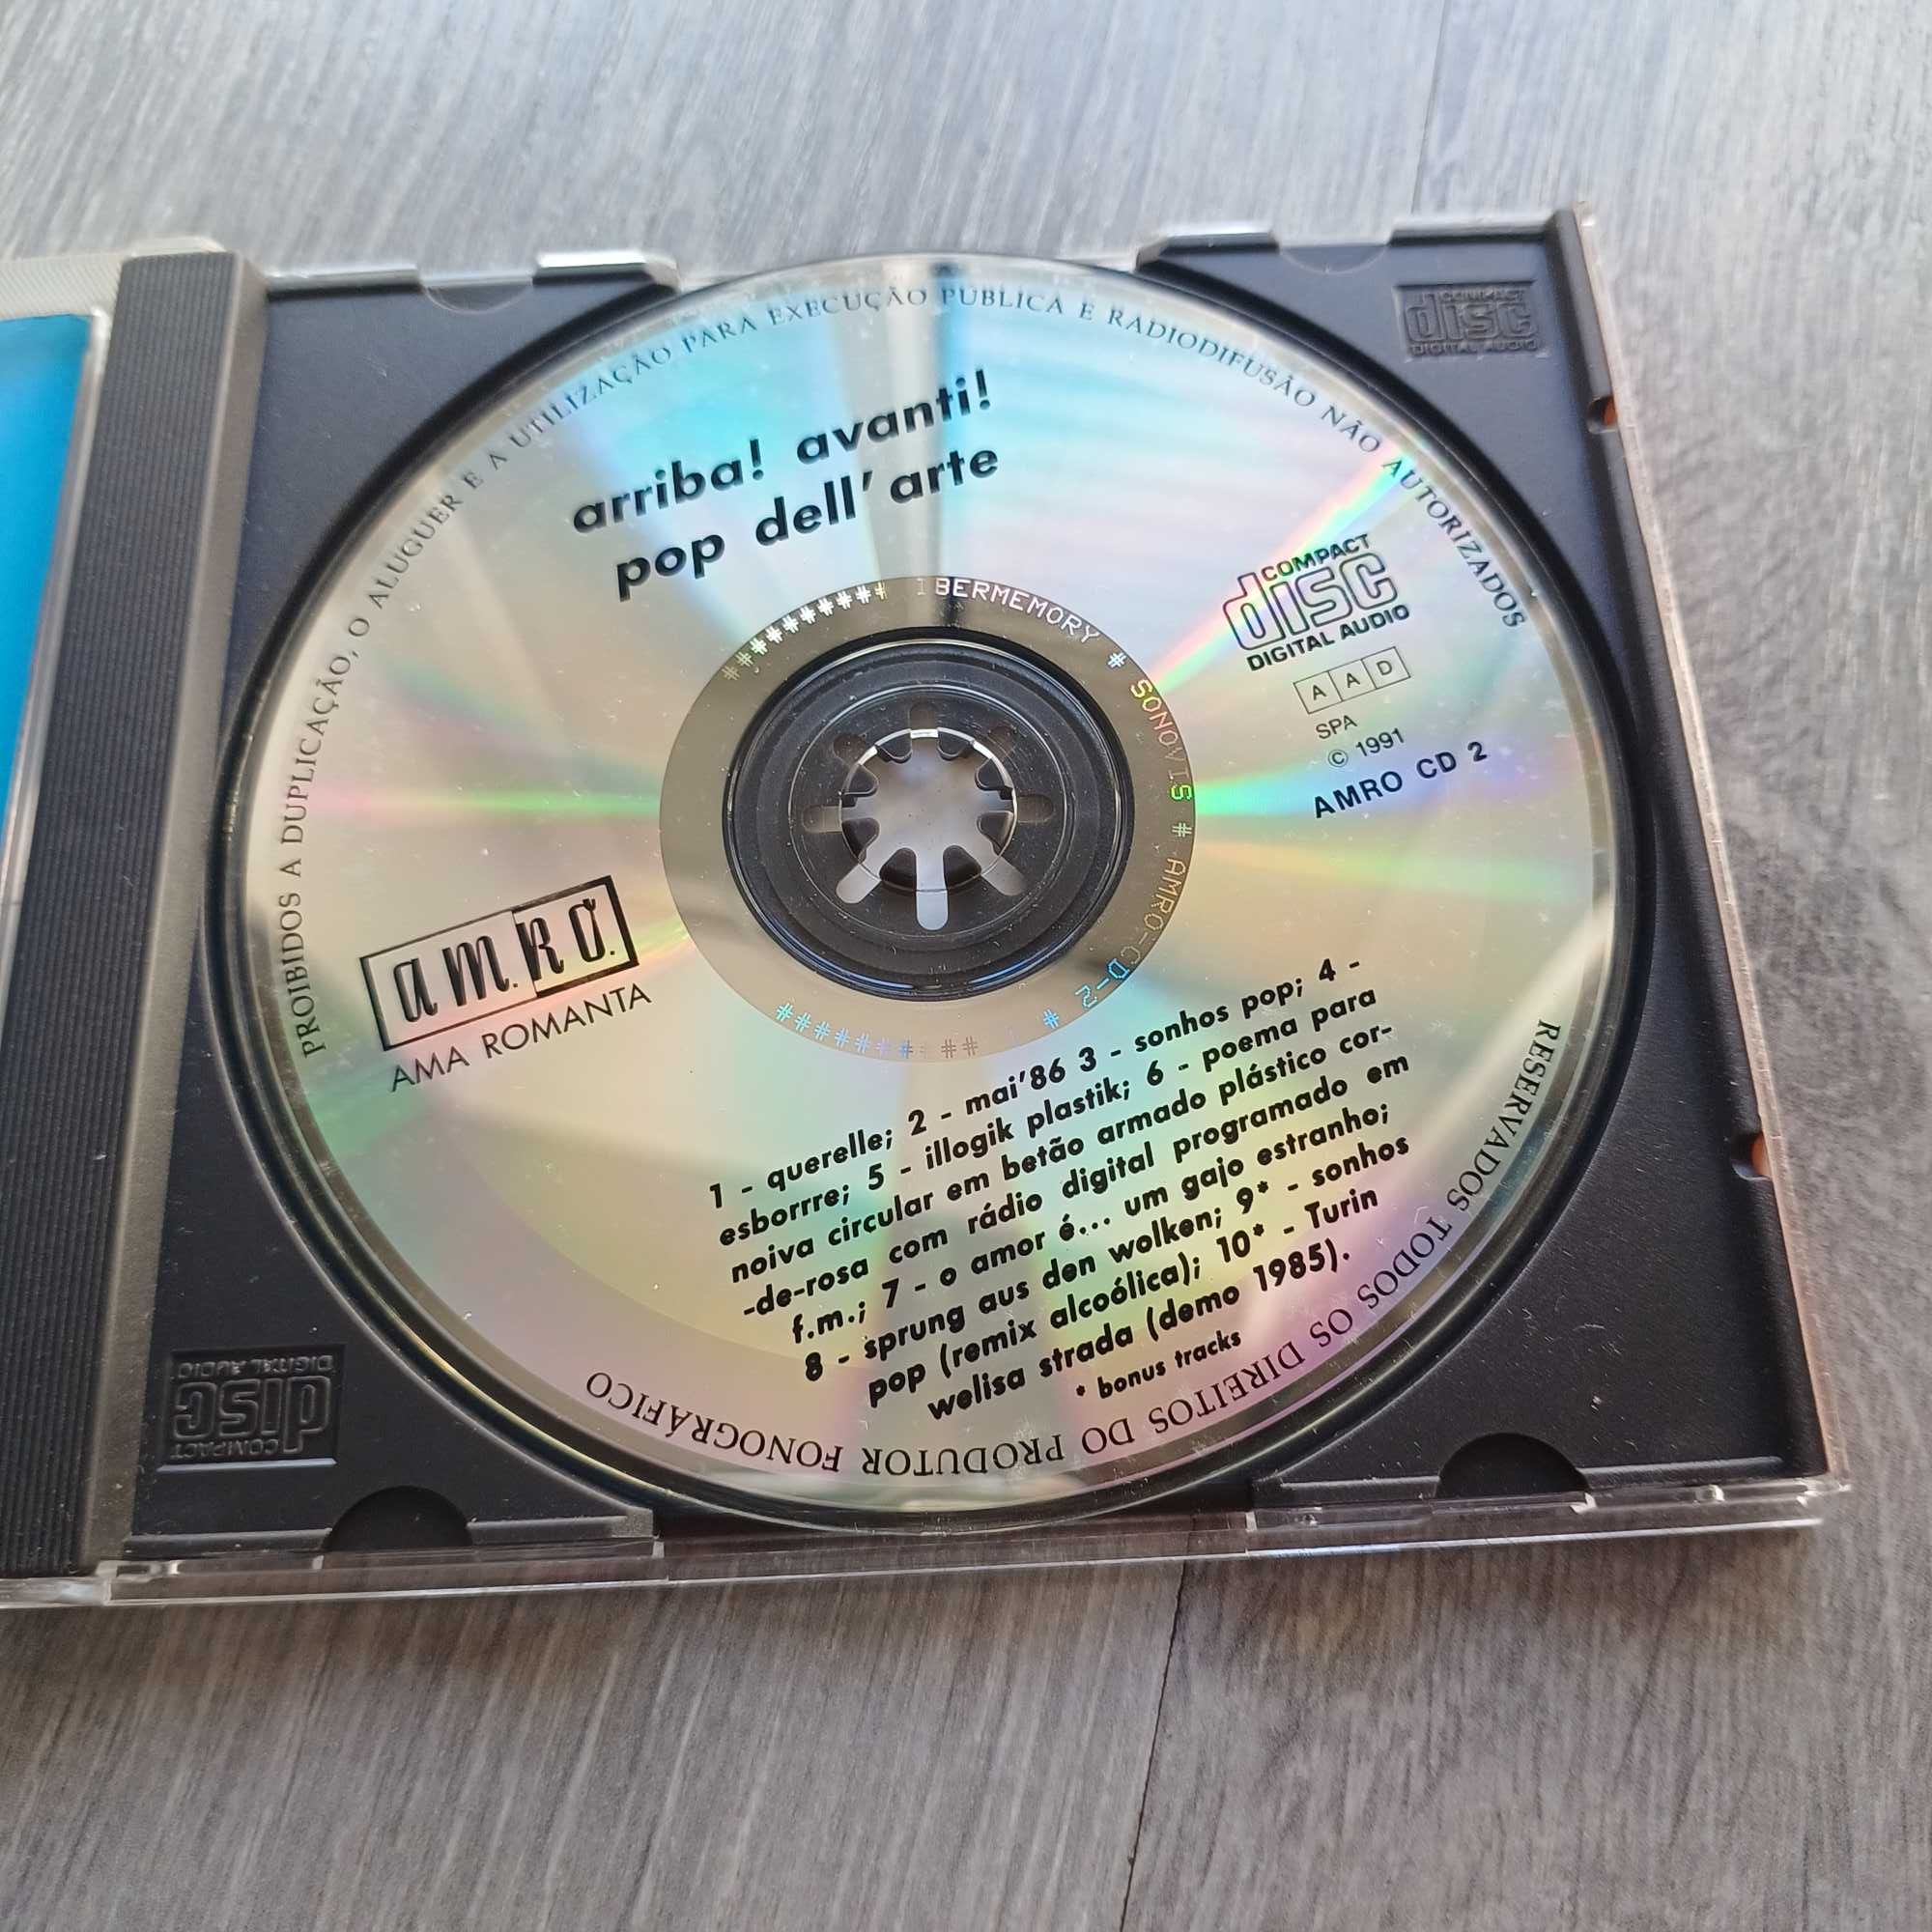 PROIBIDOS A DUPLICAÇÃO, O ALUGUER E A UTILIZAÇÃO PARA EXECUÇÃO PUBLICA E RADIODIFUSÃO NÃO AUTORIZADOS
arriba! avanti!
pop dell'arte
COMPACT
disc
DIGITAL AUDIO
A A D
SPA
© 1991
AMRO CD 2
######### IBERMEMORY # SONOVIS # AMRO-CD-2 # #########
a.m.RO.
AMA ROMANTA
1 - querelle; 2 - mai'86 3 - sonhos pop; 4 -
esborrre; 5 - illogik plastik; 6 - poema para
noiva circular em betão armado plástico cor-
-de-rosa com rádio digital programado em
f.m.; 7 - o amor é... um gajo estranho;
8 - sprung aus den wolken; 9* - sonhos
pop (remix alcoólica); 10* - Turin
welisa strada (demo 1985).
* bonus tracks
RESERVADOS TODOS OS DIREITOS DO PRODUTOR FONOGRÁFICO
COMPACT
disc
DIGITAL AUDIO
COMPACT
disc
DIGITAL AUDIO